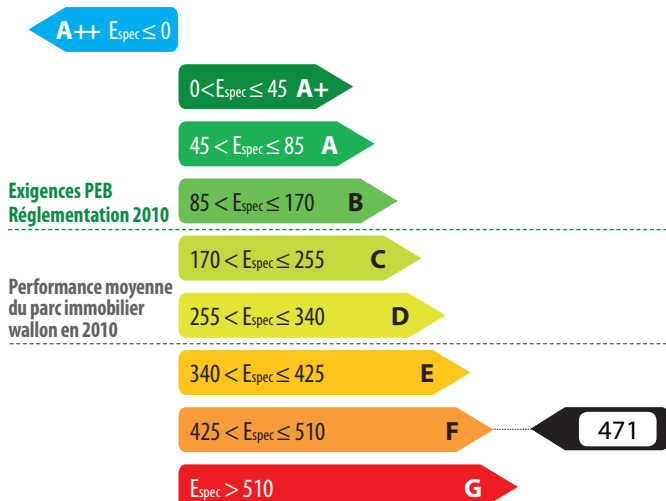 A++ Espec ≤ 0
0<Espec ≤ 45 A+
45 < Espec ≤ 85 A
Exigences PEB
Réglementation 2010
85 < Espec ≤ 170 B
170 < Espec ≤ 255 C
Performance moyenne
du parc immobilier
wallon en 2010
255 < Espec ≤ 340 D
340 < Espec ≤ 425 E
425 < Espec ≤ 510 F 471
Espec > 510 G